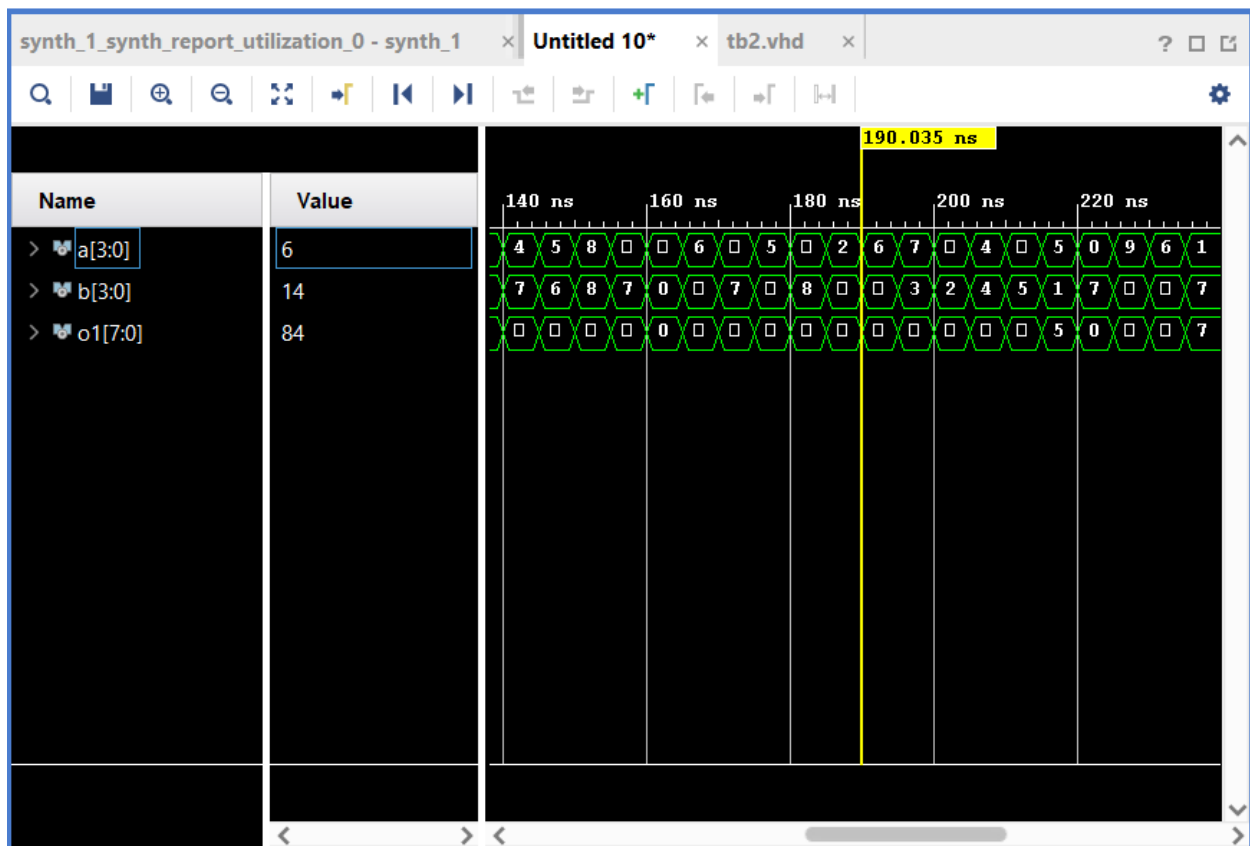 synth_1_synth_report_utilization_0 - synth_1 × Untitled 10* × tb2.vhd × ?
190.035 ns
Name Value 140 ns 160 ns 180 ns 200 ns 220 ns
a[3:0] 6 4 5 8 □ □ 6 □ 5 □ 2 6 7 □ 4 □ 5 0 9 6 1
b[3:0] 14 7 6 8 7 0 □ 7 □ 8 □ □ 3 2 4 5 1 7 □ □ 7
o1[7:0] 84 □ □ □ □ 0 □ □ □ □ □ □ □ □ □ □ 5 0 □ □ 7